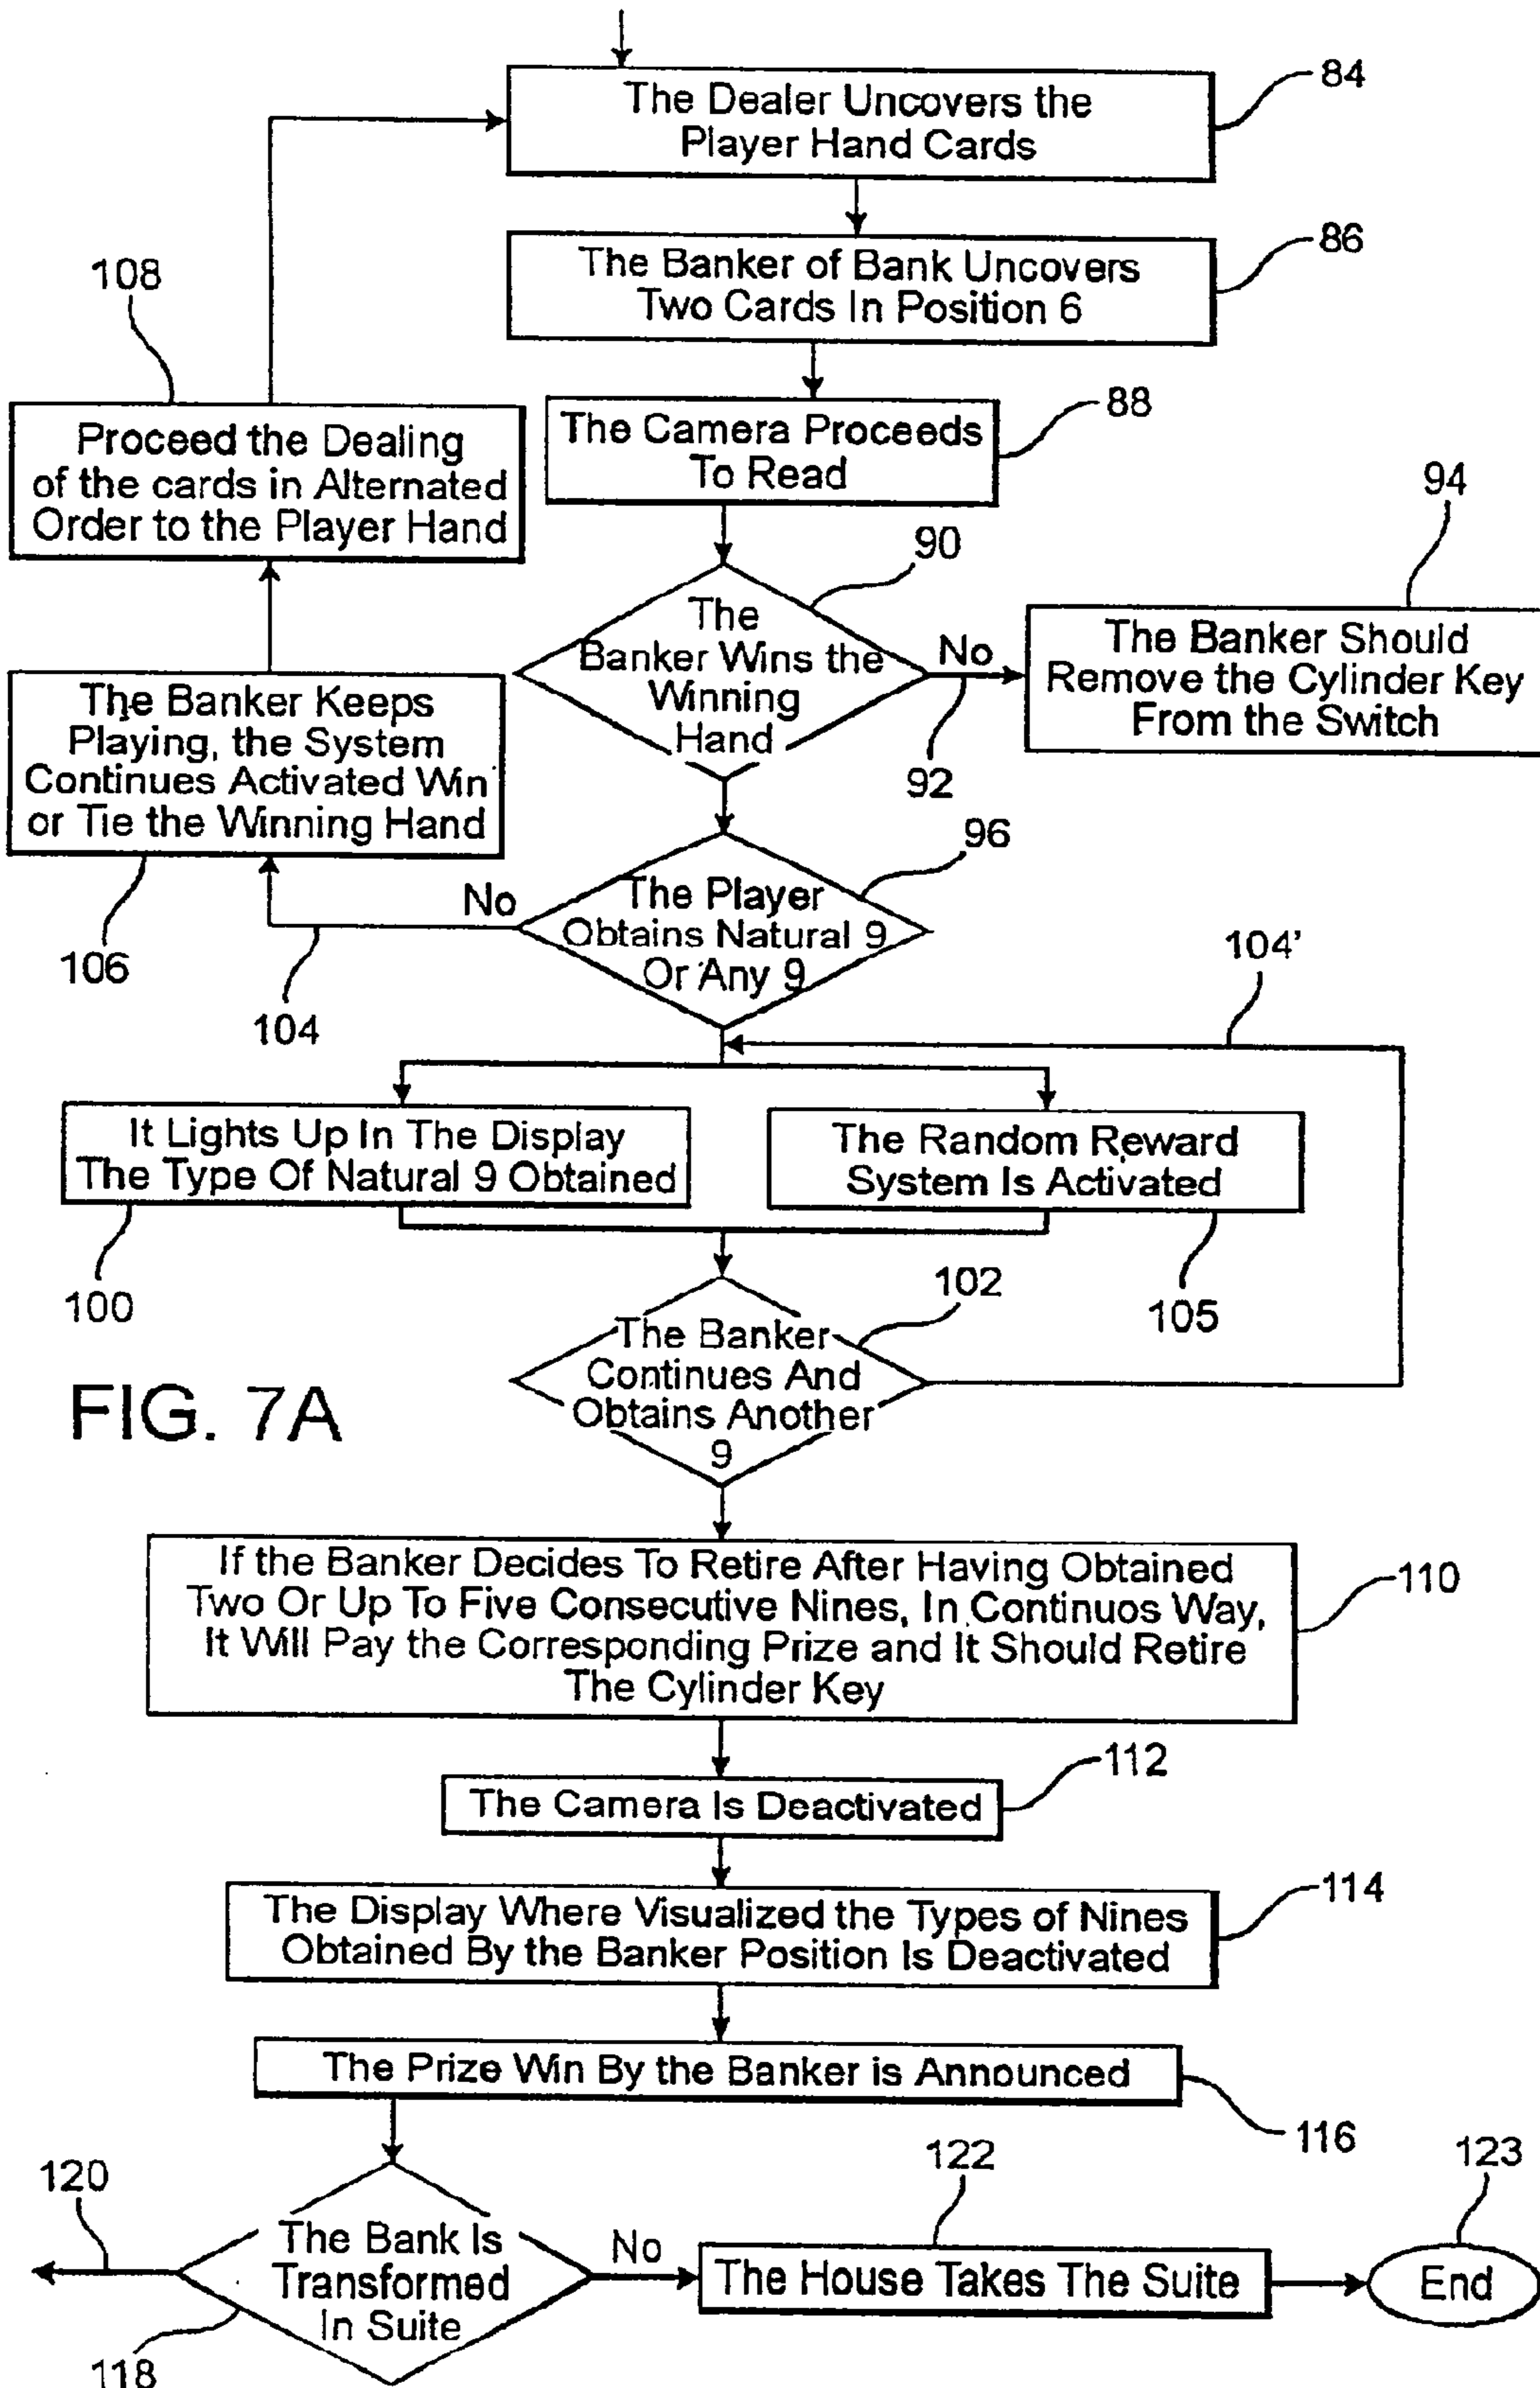 The Dealer Uncovers the
Player Hand Cards
84
The Banker of Bank Uncovers
Two Cards In Position 6
86
108
Proceed the Dealing
of the cards in Alternated
Order to the Player Hand
The Camera Proceeds
To Read
88
94
90
The
Banker Wins the
Winning
Hand
No
92
The Banker Should
Remove the Cylinder Key
From the Switch
The Banker Keeps
Playing, the System
Continues Activated Win
or Tie the Winning Hand
106
96
The Player
Obtains Natural 9
Or Any 9
No
104
104'
It Lights Up In The Display
The Type Of Natural 9 Obtained
100
The Random Reward
System Is Activated
105
102
The Banker
Continues And
Obtains Another
9
FIG. 7A
If the Banker Decides To Retire After Having Obtained
Two Or Up To Five Consecutive Nines, In Continuos Way,
It Will Pay the Corresponding Prize and It Should Retire
The Cylinder Key
110
112
The Camera Is Deactivated
The Display Where Visualized the Types of Nines
Obtained By the Banker Position Is Deactivated
114
The Prize Win By the Banker is Announced
116
120
The Bank Is
Transformed
In Suite
118
No
122
The House Takes The Suite
123
End